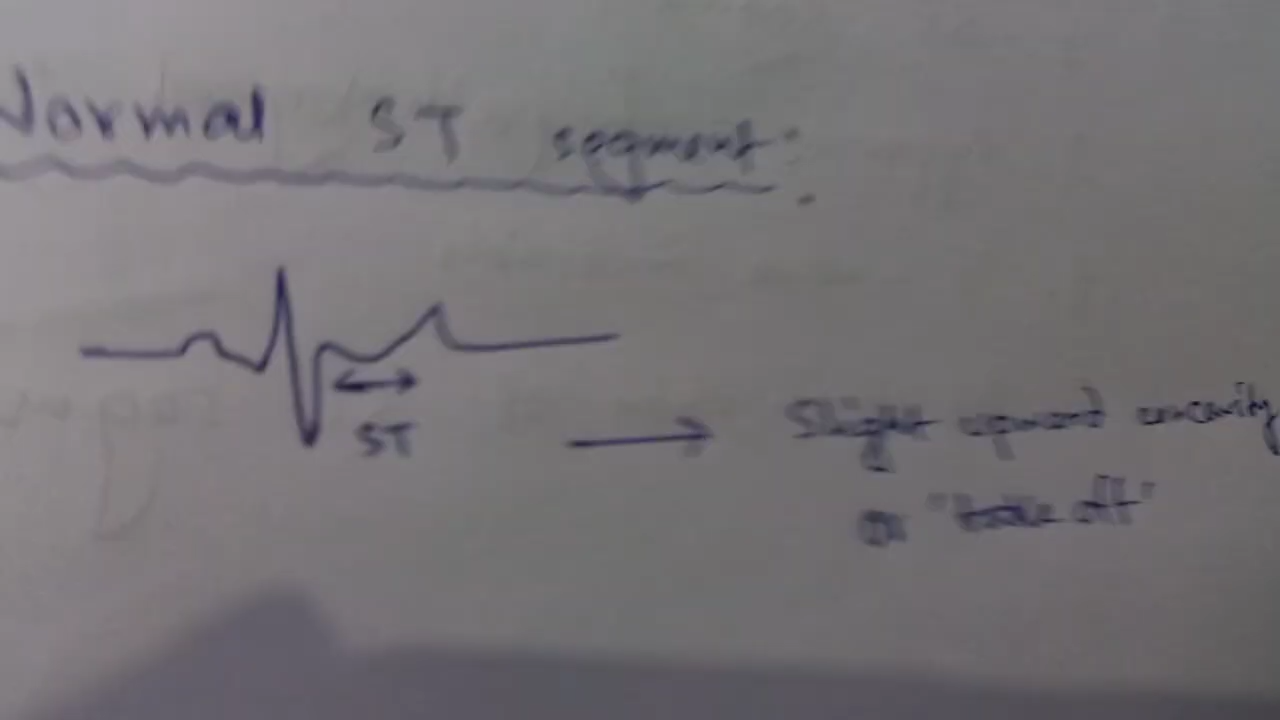 Normal ST segment:
ST
Slight upward concavity
or "take off"